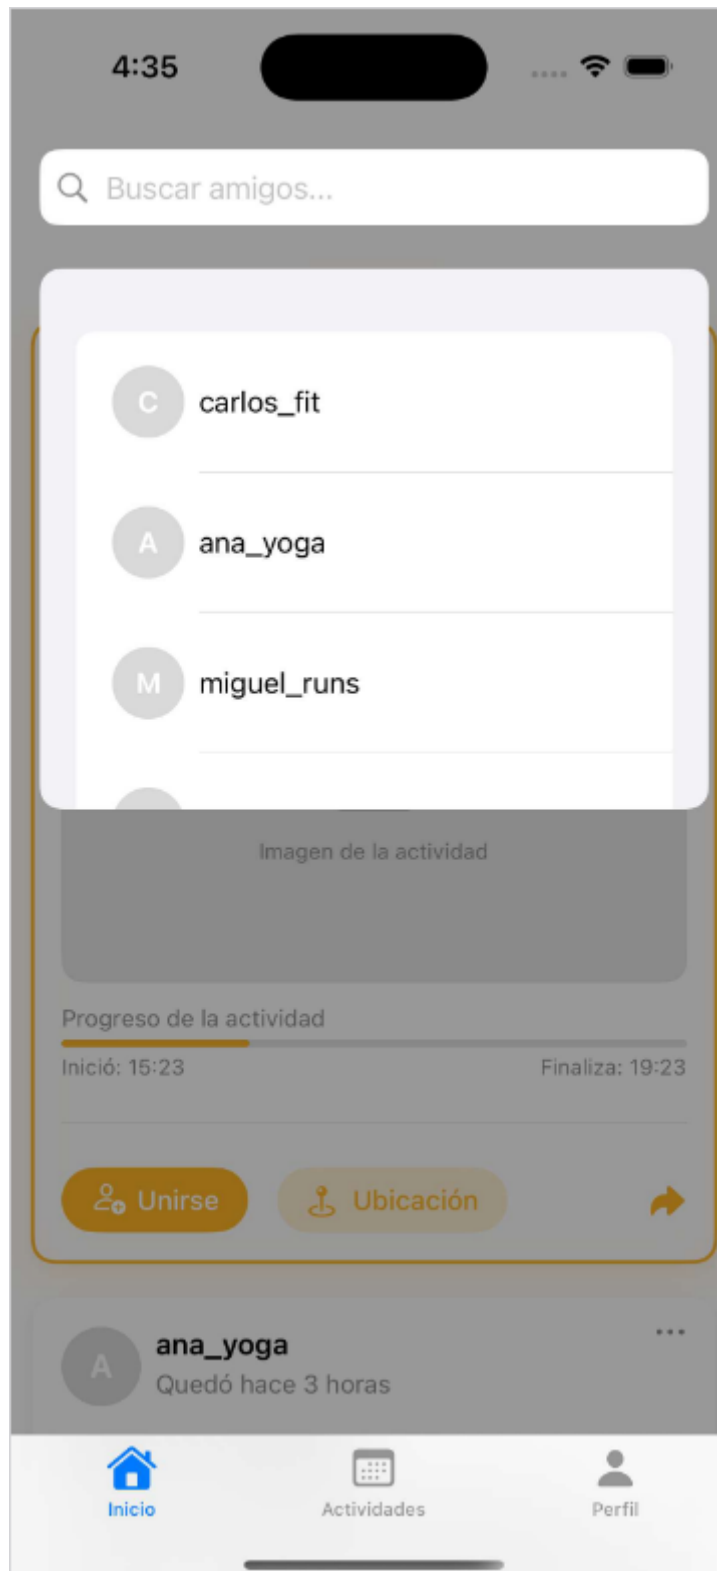 4:35
Buscar amigos...
C carlos_fit
A ana_yoga
M miguel_runs
Imagen de la actividad
Progreso de la actividad
Inició: 15:23 Finaliza: 19:23
Unirse Ubicación
A ana_yoga
Quedó hace 3 horas
Inicio Actividades Perfil